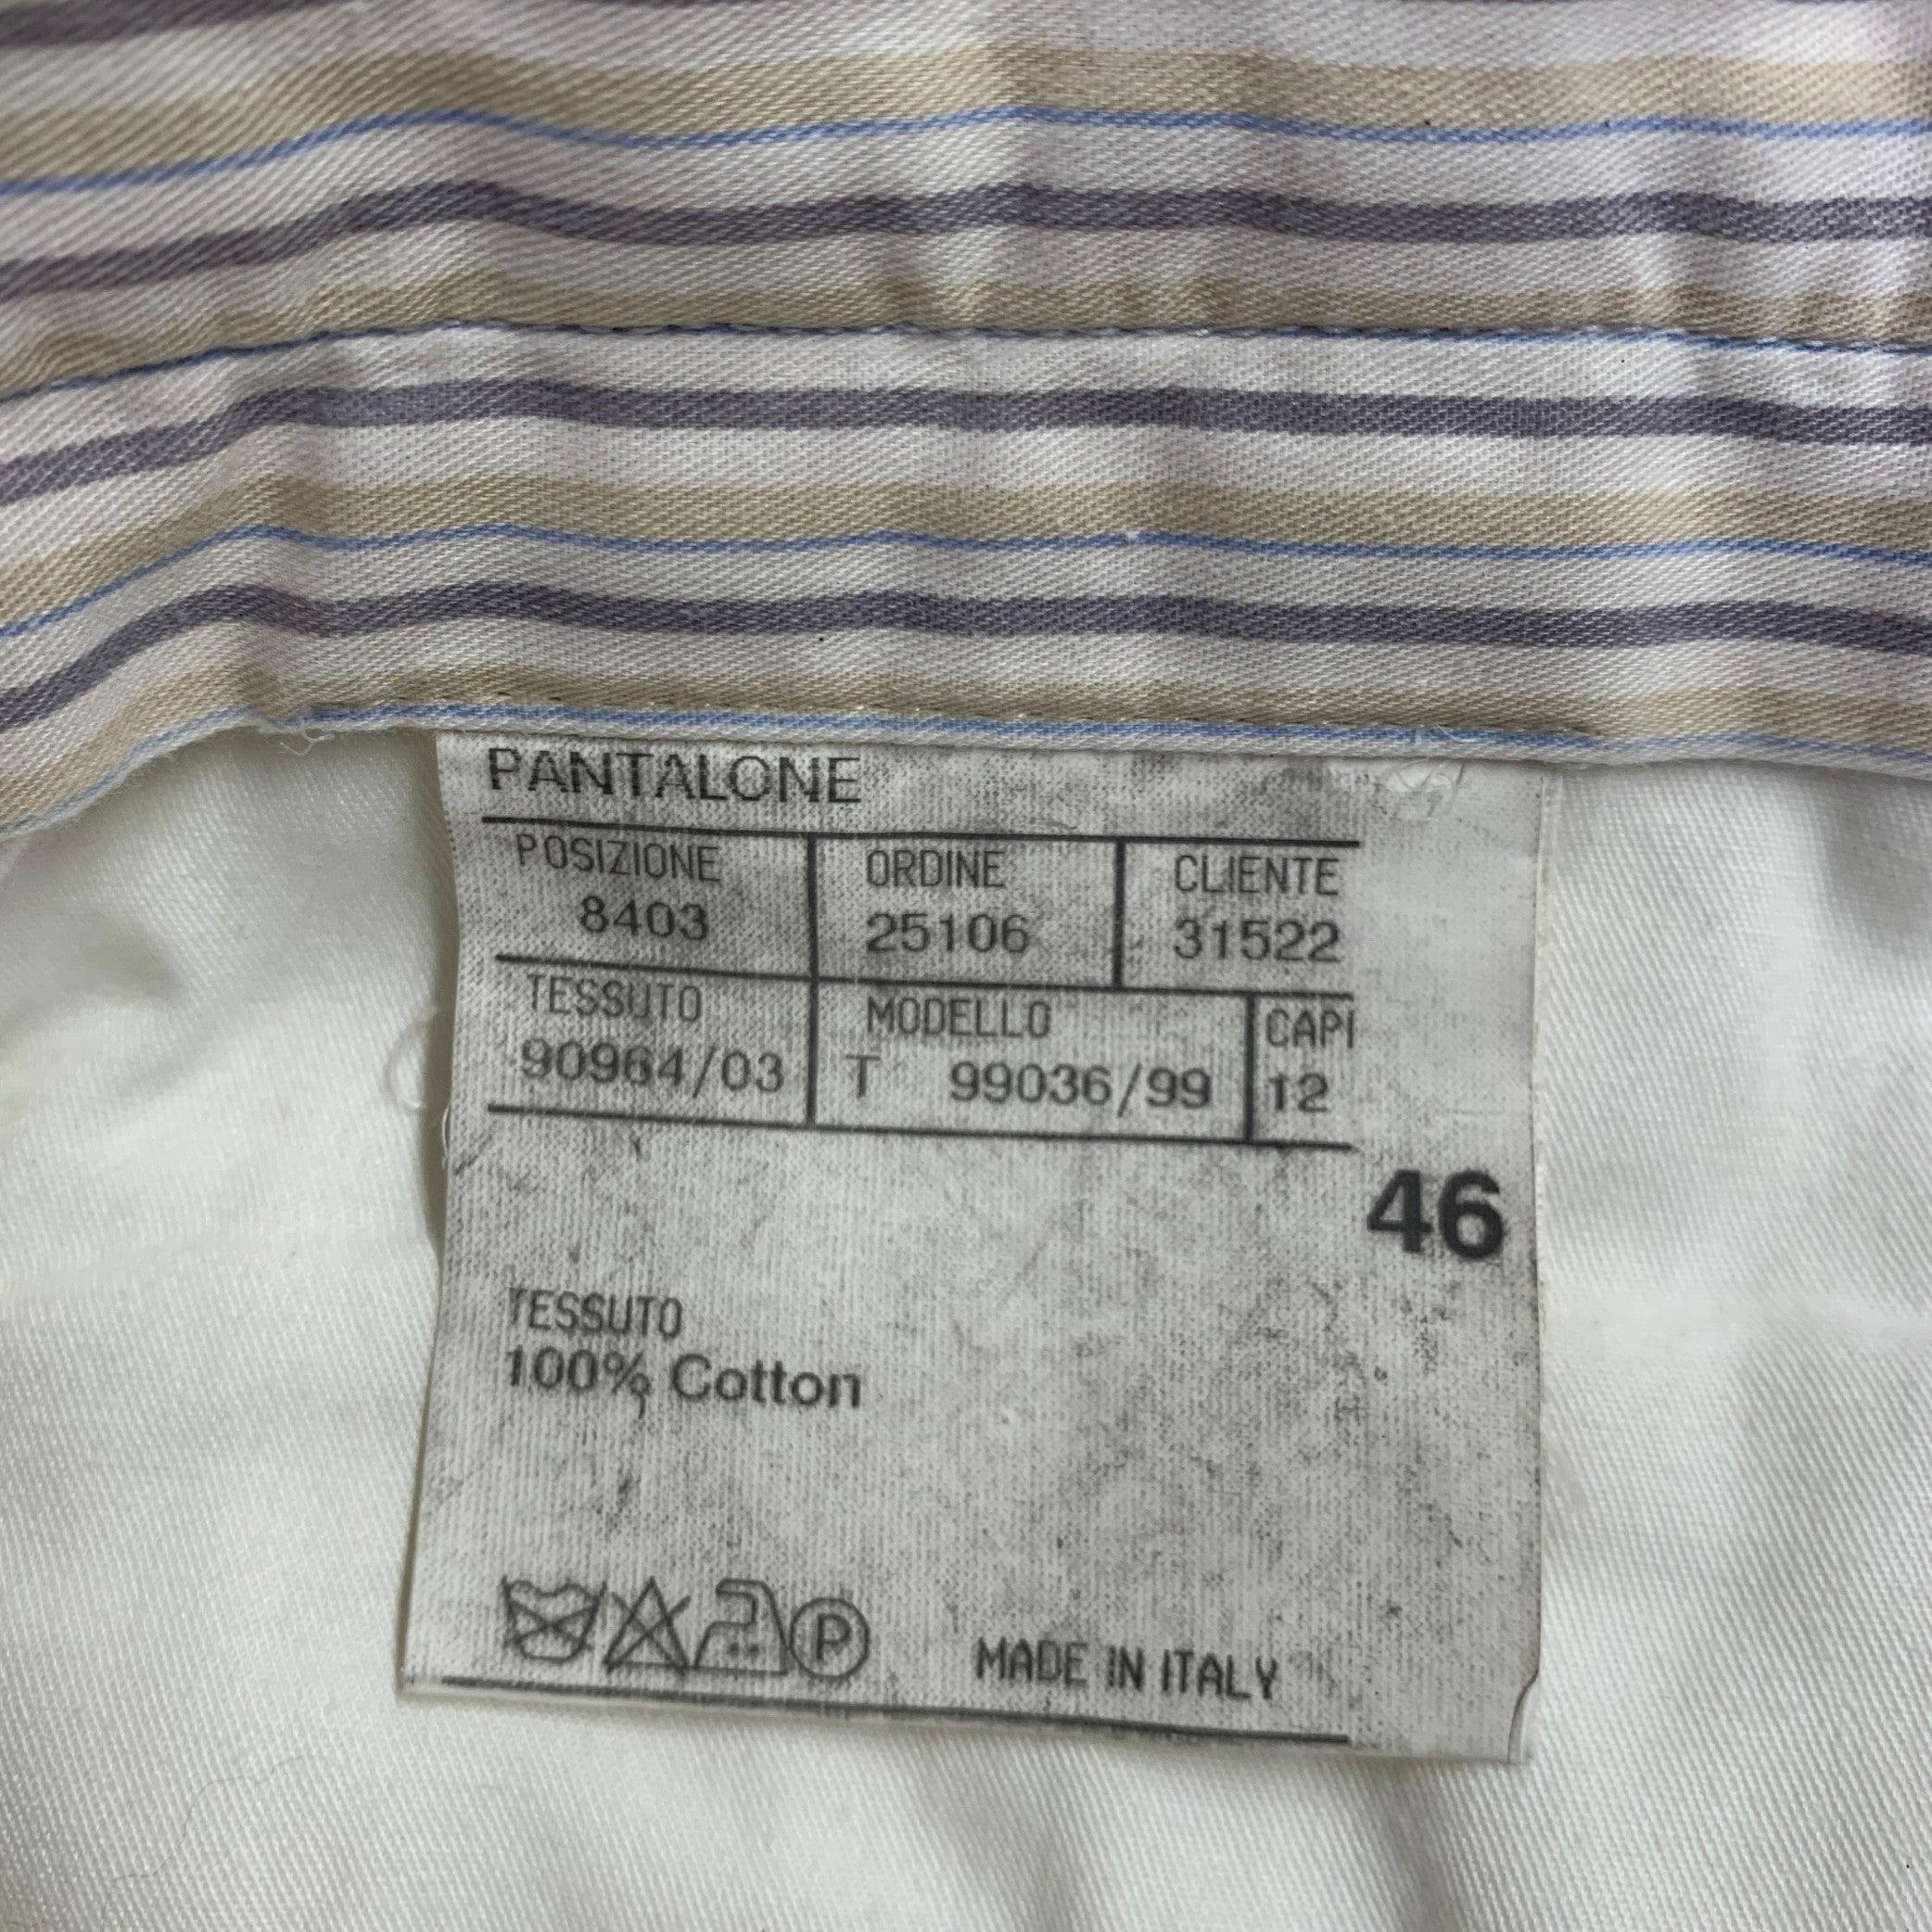 PANTALONE
POSIZIONE ORDINE CLIENTE
8403 25106 31522
TESSUTO MODELLO CAPI
90964/03 T 99036/99 12
46
TESSUTO
100% Cotton
P
MADE IN ITALY